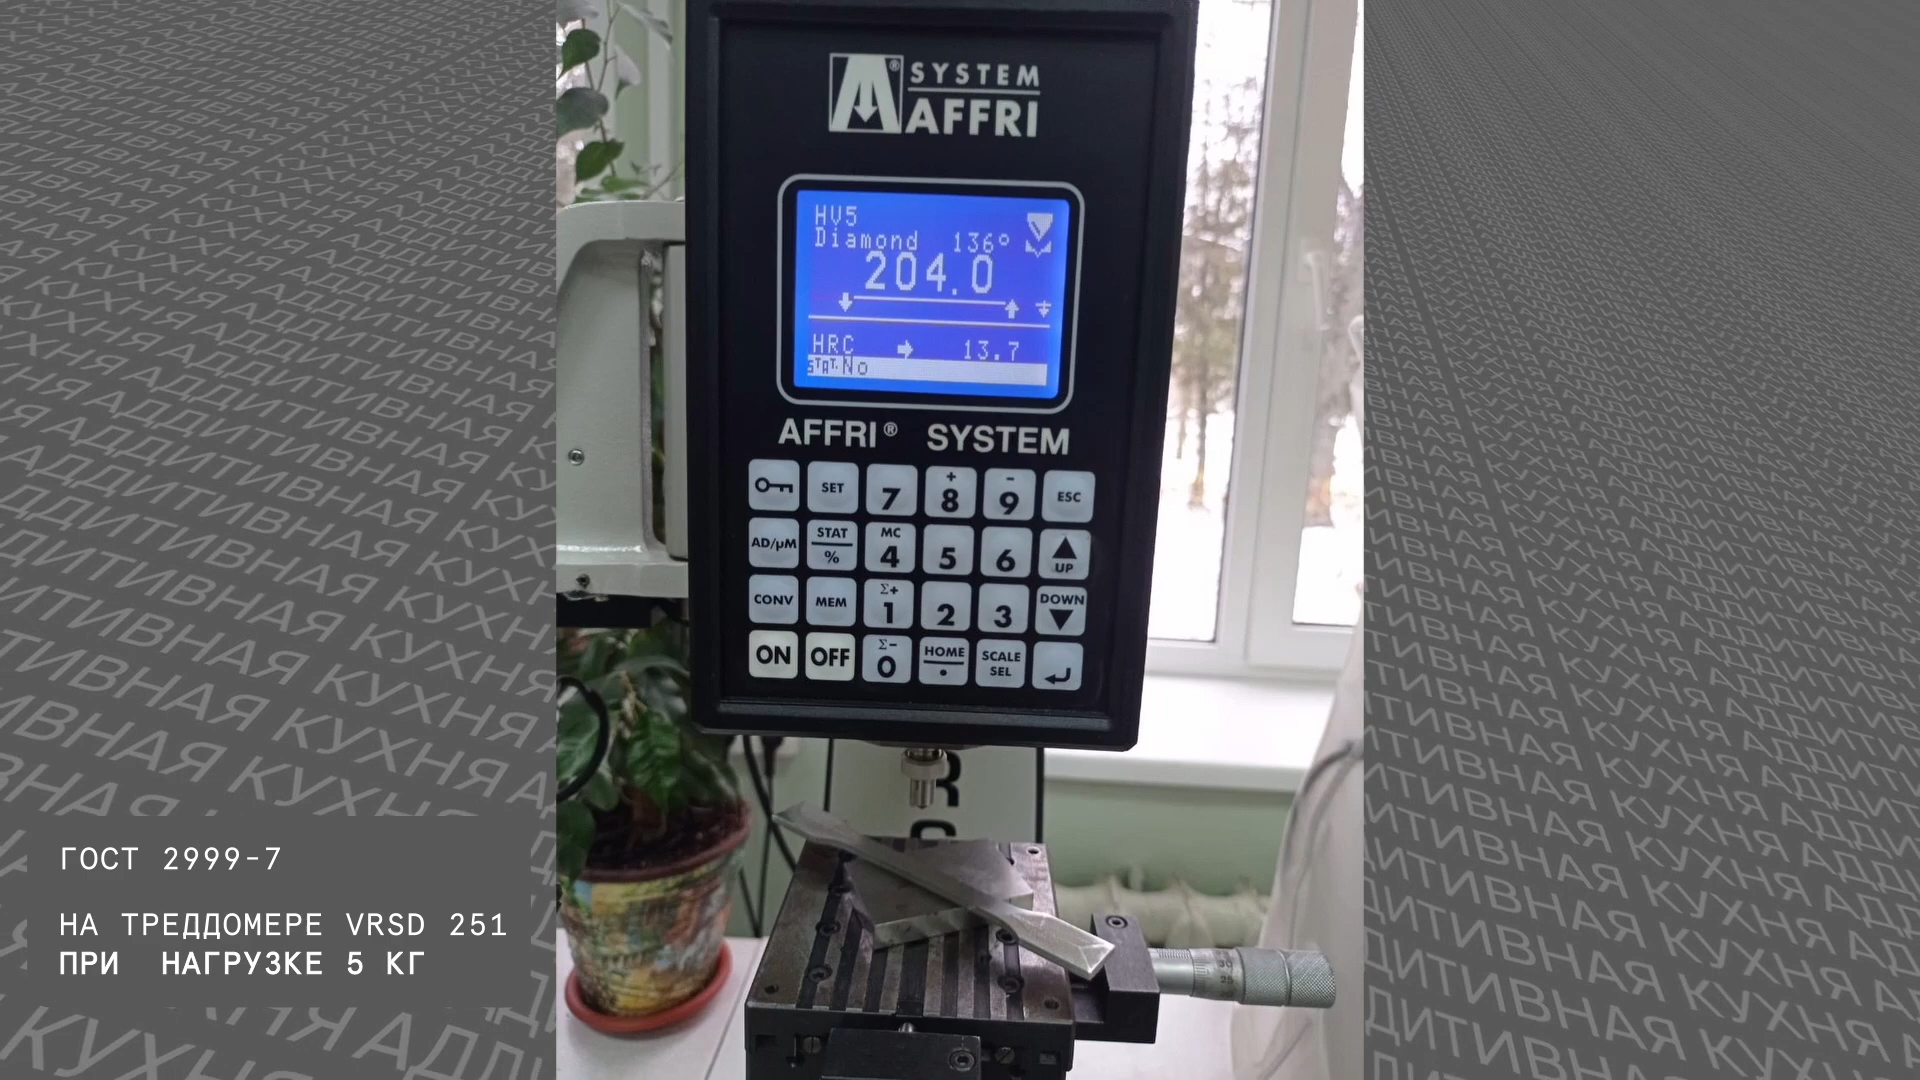 SYSTEM
AFFRI
HV5
Diamond 136°
204.0
HRC 13.7
STAT. No
AFFRI® SYSTEM
SET 7 + 8 - 9 ESC
AD/μM STAT % MC 4 5 6 UP
CONV MEM Σ+ 1 2 3 DOWN
ON OFF Σ- 0 HOME . SCALE SEL
ГОСТ 2999-7
НА ТРЕДДОМЕРЕ VRSD 251
ПРИ НАГРУЗКЕ 5 КГ
АДДИТИВНАЯ КУХНЯ